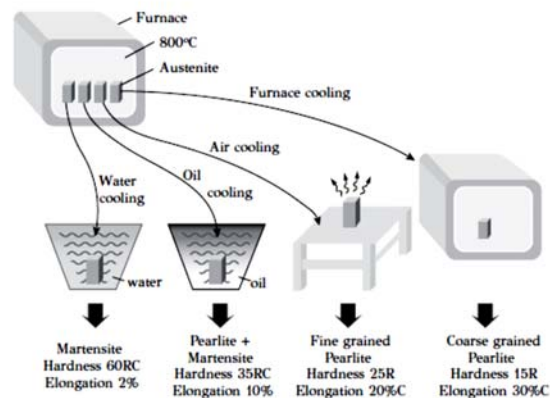 Furnace
800°C
Austenite
Furnace cooling
Air cooling
Oil
cooling
Water
cooling
water
oil
Martensite
Hardness 60RC
Elongation 2%
Pearlite +
Martensite
Hardness 35RC
Elongation 10%
Fine grained
Pearlite
Hardness 25R
Elongation 20%C
Coarse grained
Pearlite
Hardness 15R
Elongation 30%C